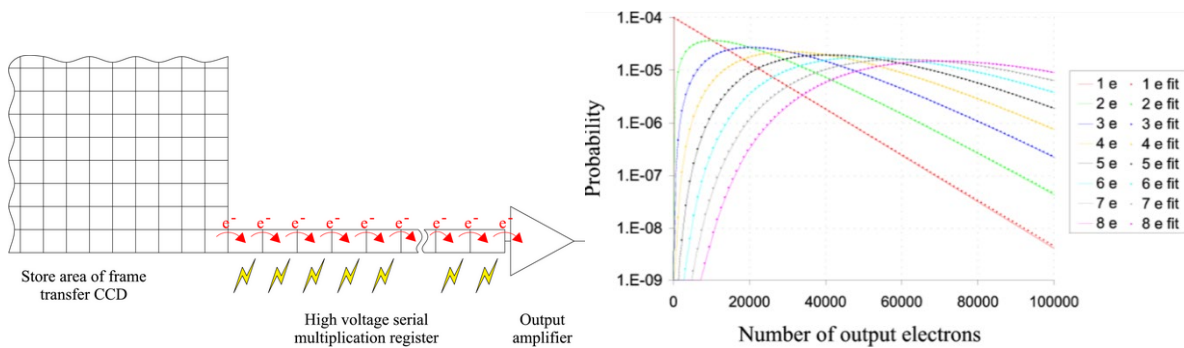 e⁻ e⁻ e⁻ e⁻ e⁻ e⁻ e⁻ e⁻
Store area of frame
transfer CCD
High voltage serial
multiplication register
Output
amplifier
Probability
1.E-04
1.E-05
1.E-06
1.E-07
1.E-08
1.E-09
0 20000 40000 60000 80000 100000
Number of output electrons
1 e 1 e fit
2 e 2 e fit
3 e 3 e fit
4 e 4 e fit
5 e 5 e fit
6 e 6 e fit
7 e 7 e fit
8 e 8 e fit